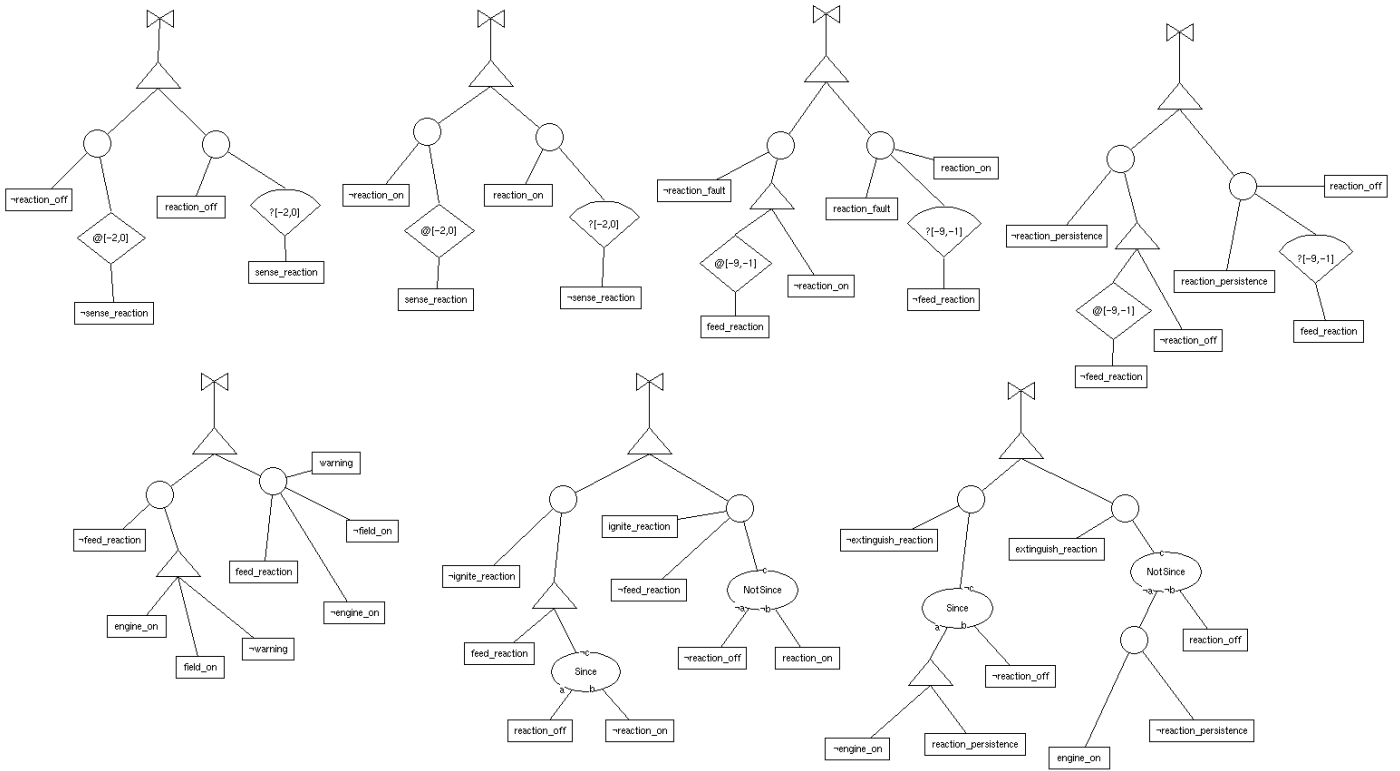 ¬reaction_off
@[−2,0]
¬sense_reaction
reaction_off
?[−2,0]
sense_reaction
¬reaction_on
@[−2,0]
sense_reaction
reaction_on
?[−2,0]
¬sense_reaction
¬reaction_fault
@[−9,−1]
feed_reaction
¬reaction_on
reaction_fault
reaction_on
?[−9,−1]
¬feed_reaction
¬reaction_persistence
@[−9,−1]
¬feed_reaction
¬reaction_off
reaction_persistence
reaction_off
?[−9,−1]
feed_reaction
¬feed_reaction
engine_on
field_on
¬warning
feed_reaction
warning
¬field_on
¬engine_on
¬ignite_reaction
feed_reaction
¬c
Since
a b
reaction_off
¬reaction_on
ignite_reaction
¬feed_reaction
c
NotSince
¬a ¬b
¬reaction_off
reaction_on
¬extinguish_reaction
¬c
Since
a b
¬engine_on
reaction_persistence
¬reaction_off
extinguish_reaction
c
NotSince
¬a ¬b
reaction_off
engine_on
¬reaction_persistence